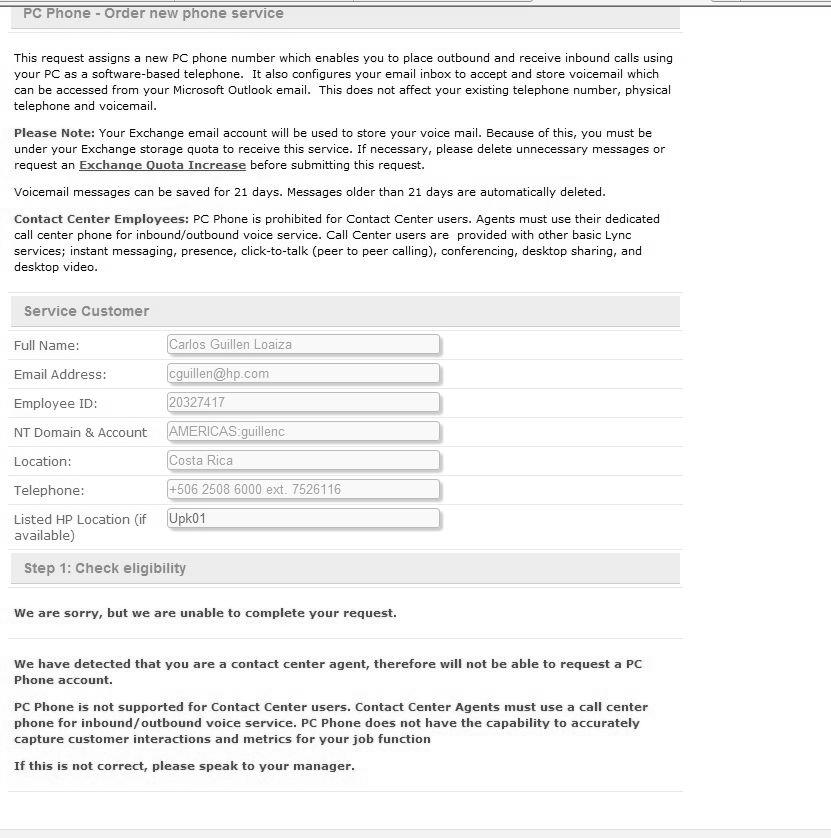 PC Phone - Order new phone service
This request assigns a new PC phone number which enables you to place outbound and receive inbound calls using
your PC as a software-based telephone.  It also configures your email inbox to accept and store voicemail which
can be accessed from your Microsoft Outlook email.  This does not affect your existing telephone number, physical
telephone and voicemail.
Please Note: Your Exchange email account will be used to store your voice mail. Because of this, you must be
under your Exchange storage quota to receive this service. If necessary, please delete unnecessary messages or
request an Exchange Quota Increase before submitting this request.
Voicemail messages can be saved for 21 days. Messages older than 21 days are automatically deleted.
Contact Center Employees: PC Phone is prohibited for Contact Center users. Agents must use their dedicated
call center phone for inbound/outbound voice service. Call Center users are  provided with other basic Lync
services; instant messaging, presence, click-to-talk (peer to peer calling), conferencing, desktop sharing, and
desktop video.
Service Customer
Full Name: Carlos Guillen Loaiza
Email Address: cguillen@hp.com
Employee ID: 20327417
NT Domain & Account AMERICAS:guillenc
Location: Costa Rica
Telephone: +506 2508 6000 ext. 7526116
Listed HP Location (if Upk01
available)
Step 1: Check eligibility
We are sorry, but we are unable to complete your request.
We have detected that you are a contact center agent, therefore will not be able to request a PC
Phone account.
PC Phone is not supported for Contact Center users. Contact Center Agents must use a call center
phone for inbound/outbound voice service. PC Phone does not have the capability to accurately
capture customer interactions and metrics for your job function
If this is not correct, please speak to your manager.